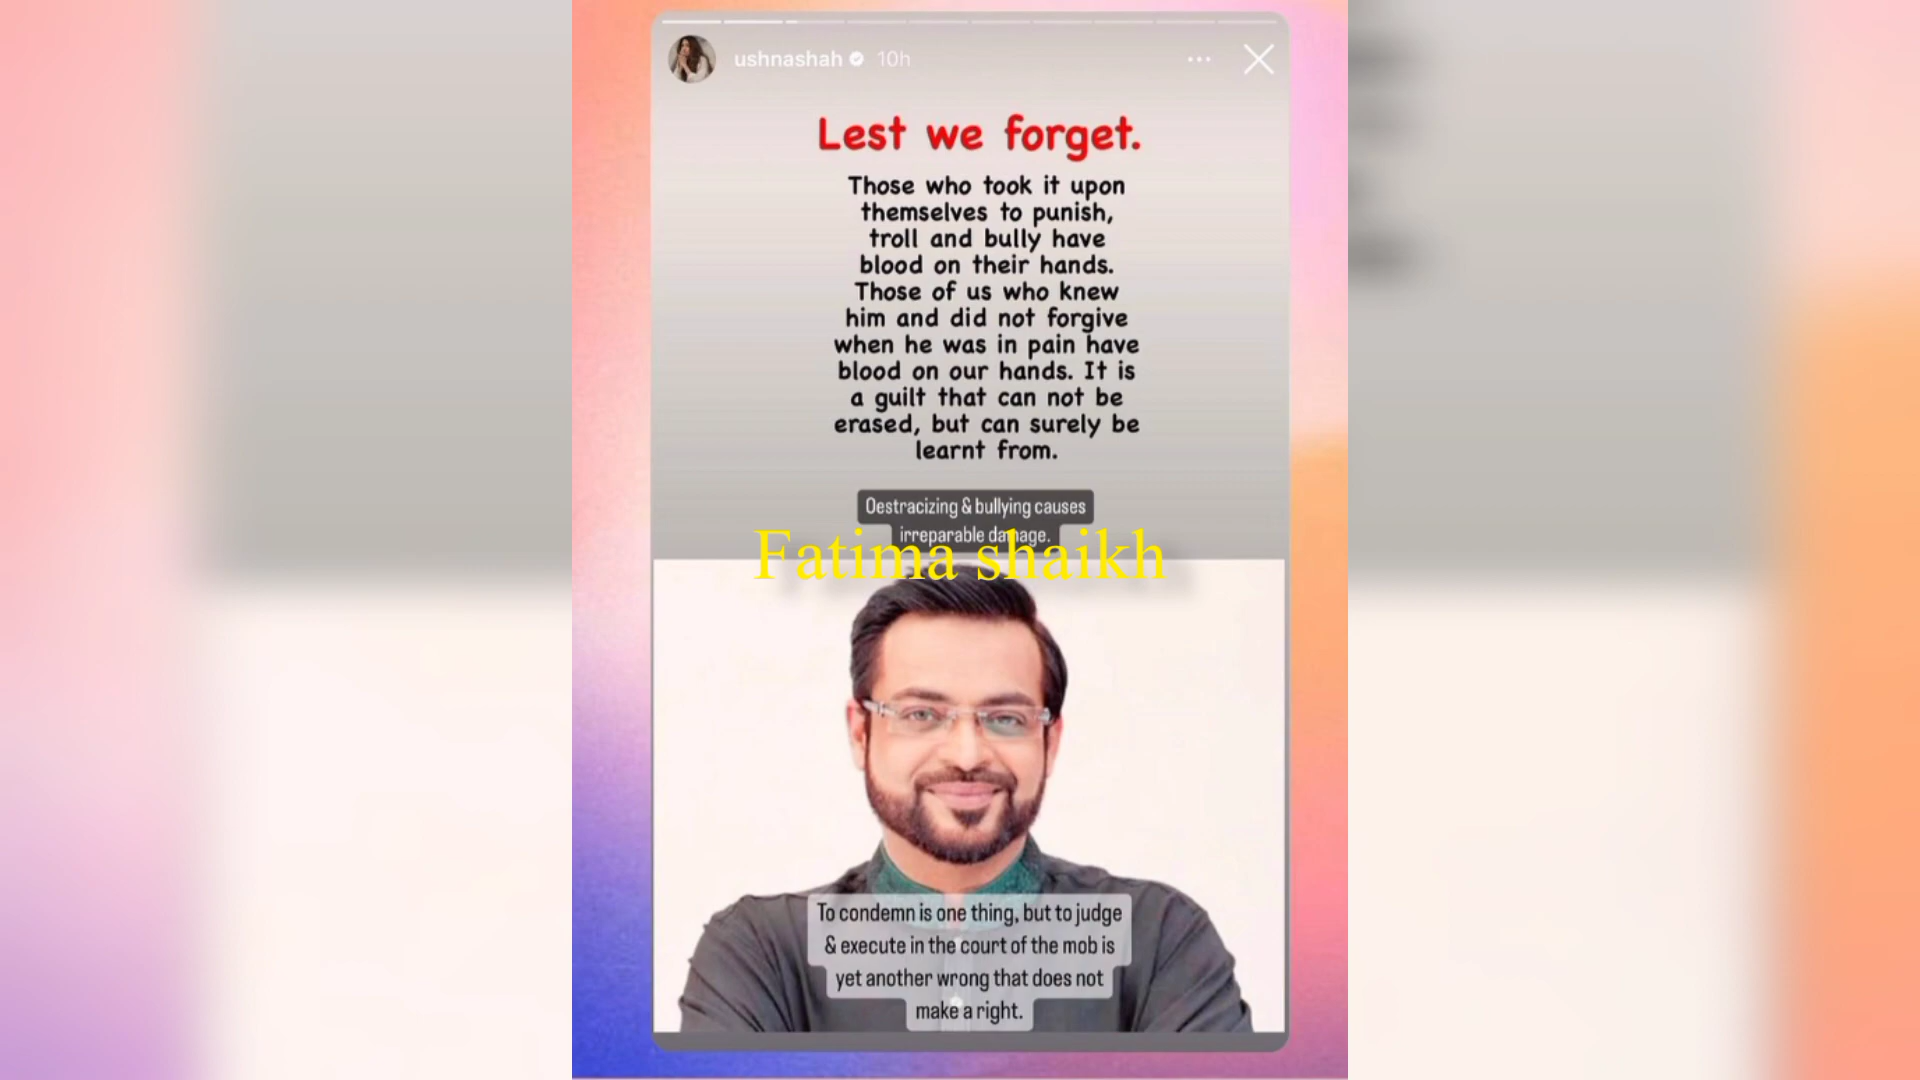 ushnashah 10h
Lest we forget.
Those who took it upon
themselves to punish,
troll and bully have
blood on their hands.
Those of us who knew
him and did not forgive
when he was in pain have
blood on our hands. It is
a guilt that can not be
erased, but can surely be
learnt from.
Oestracizing & bullying causes
irreparable damage.
Fatima shaikh
To condemn is one thing, but to judge
& execute in the court of the mob is
yet another wrong that does not
make a right.